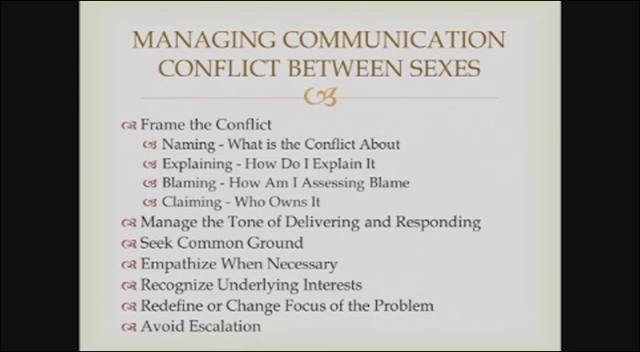 MANAGING COMMUNICATION
CONFLICT BETWEEN SEXES
Frame the Conflict
Naming - What is the Conflict About
Explaining - How Do I Explain It
Blaming - How Am I Assessing Blame
Claiming - Who Owns It
Manage the Tone of Delivering and Responding
Seek Common Ground
Empathize When Necessary
Recognize Underlying Interests
Redefine or Change Focus of the Problem
Avoid Escalation